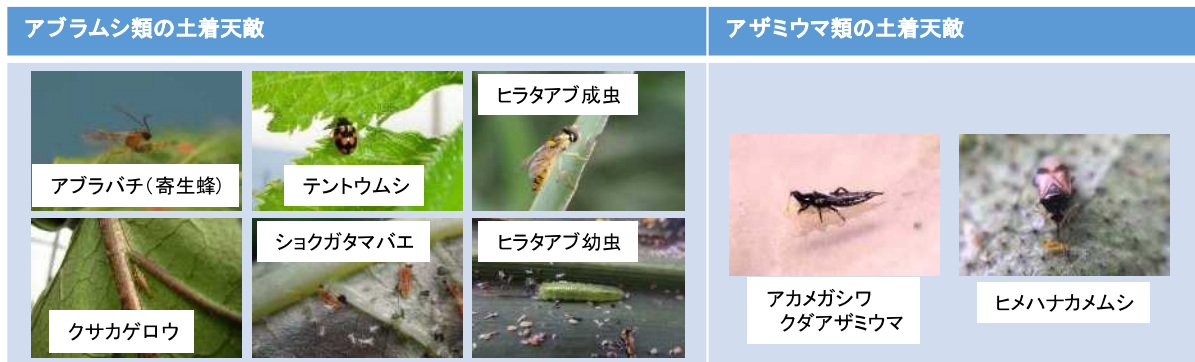 アブラムシ類の土着天敵
アザミウマ類の土着天敵
アブラバチ(寄生蜂)
テントウムシ
ヒラタアブ成虫
クサカゲロウ
ショクガタマバエ
ヒラタアブ幼虫
アカメガシワ
クダアザミウマ
ヒメハナカメムシ